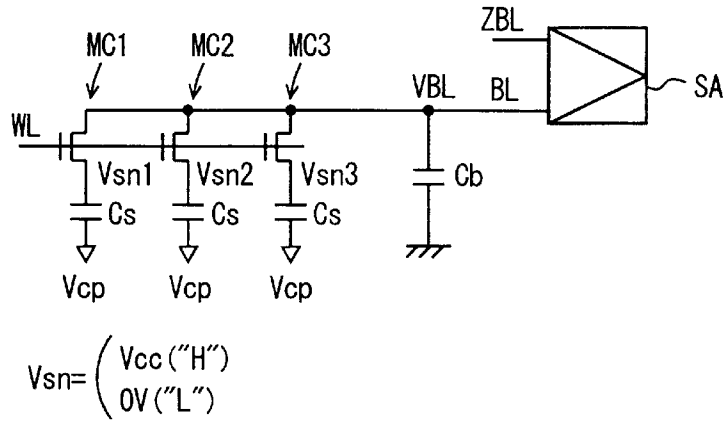 MC1 MC2 MC3 ZBL
VBL BL SA
WL
Vsn1 Vsn2 Vsn3 Cb
Cs Cs Cs
Vcp Vcp Vcp
Vsn= Vcc("H")
0V("L")